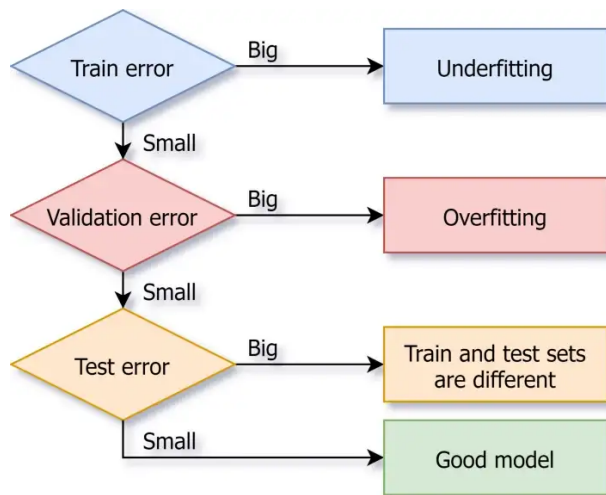 Train error
Big
Underfitting
Small
Validation error
Big
Overfitting
Small
Test error
Big
Train and test sets
are different
Small
Good model